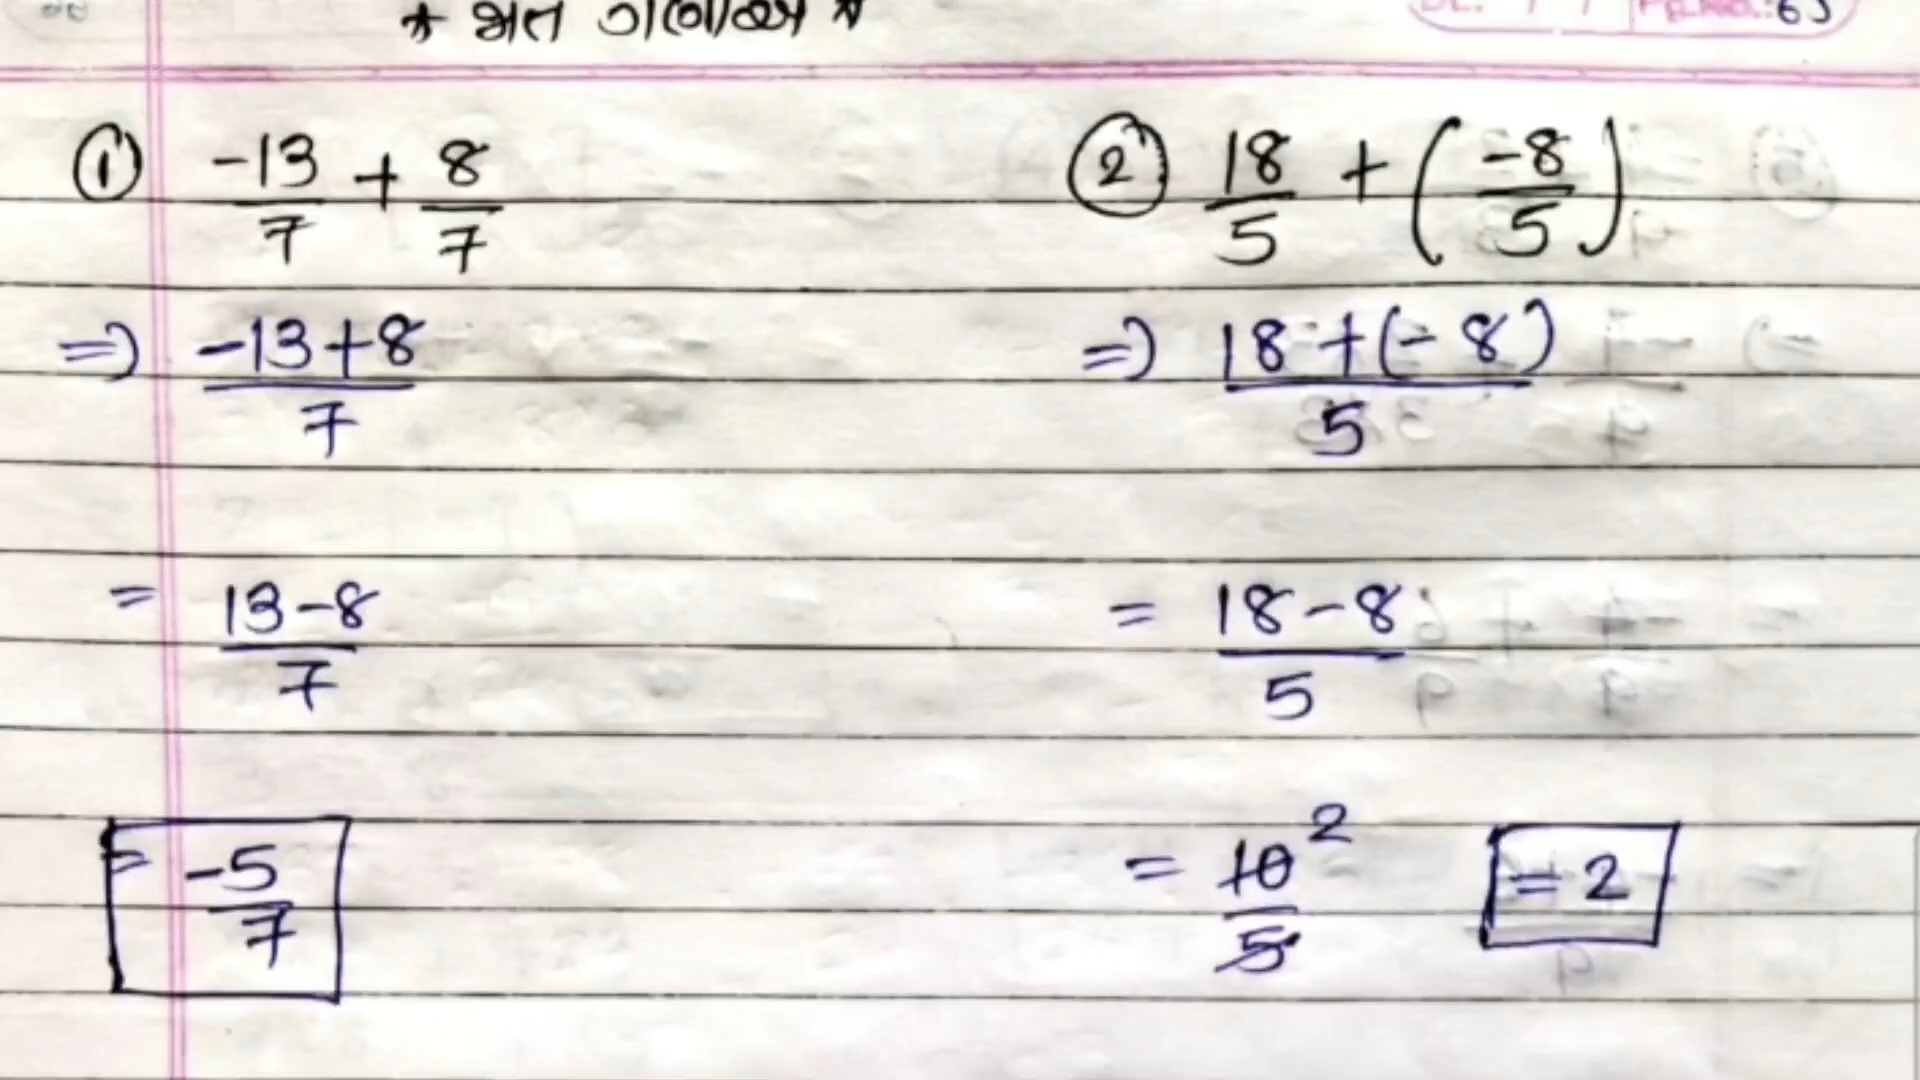 ① -13/7 + 8/7
⇒ -13+8/7
= 13-8/7
= -5/7
② 18/5 + (-8/5)
⇒ 18+(-8)/5
= 18-8/5
= 10/5 2 = 2